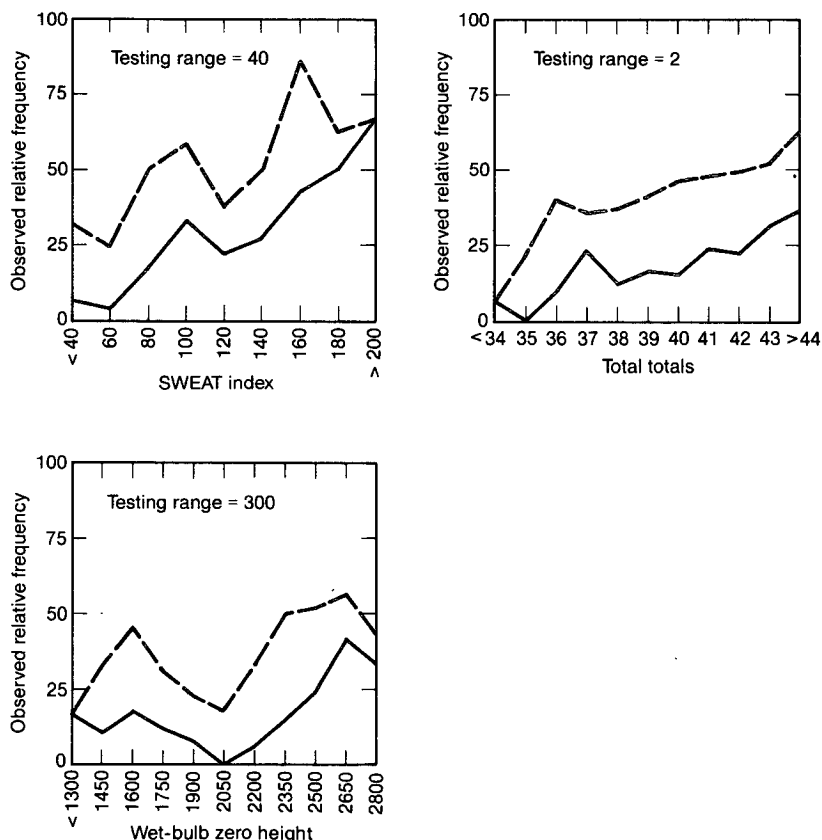 100
75
50
25
0
Observed relative frequency
Testing range = 40
<40 60 80 100 120 140 160 180 >200
SWEAT index
100
75
50
25
0
Observed relative frequency
Testing range = 2
<34 35 36 37 38 39 40 41 42 43 >44
Total totals
100
75
50
25
0
Observed relative frequency
Testing range = 300
<1300 1450 1600 1750 1900 2050 2200 2350 2500 2650 2800
Wet-bulb zero height